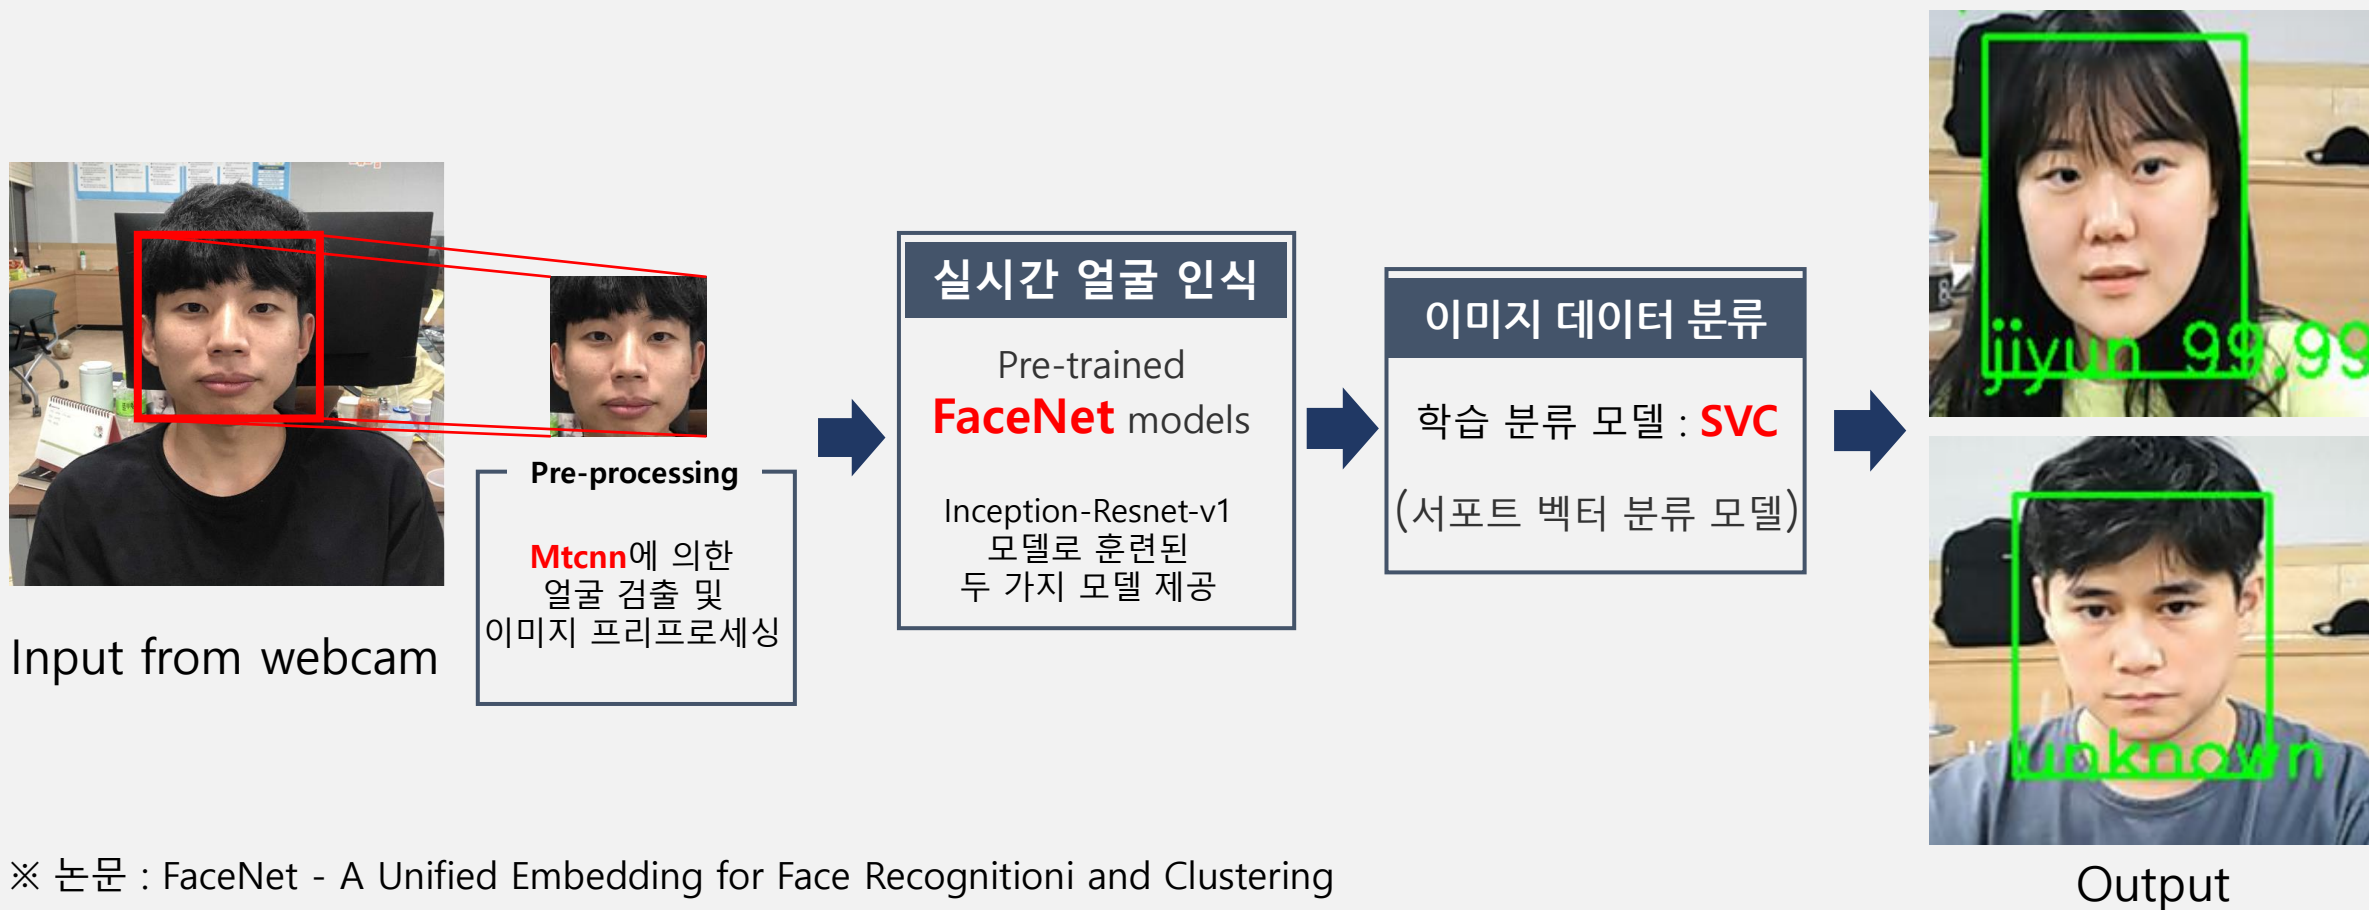 Input from webcam
Pre-processing
Mtcnn에 의한
얼굴 검출 및
이미지 프리프로세싱
실시간 얼굴 인식
Pre-trained
FaceNet models
Inception-Resnet-v1
모델로 훈련된
두 가지 모델 제공
이미지 데이터 분류
학습 분류 모델 : SVC
(서포트 벡터 분류 모델)
jiyun 99.99
unknown
Output
※ 논문 : FaceNet - A Unified Embedding for Face Recognitioni and Clustering